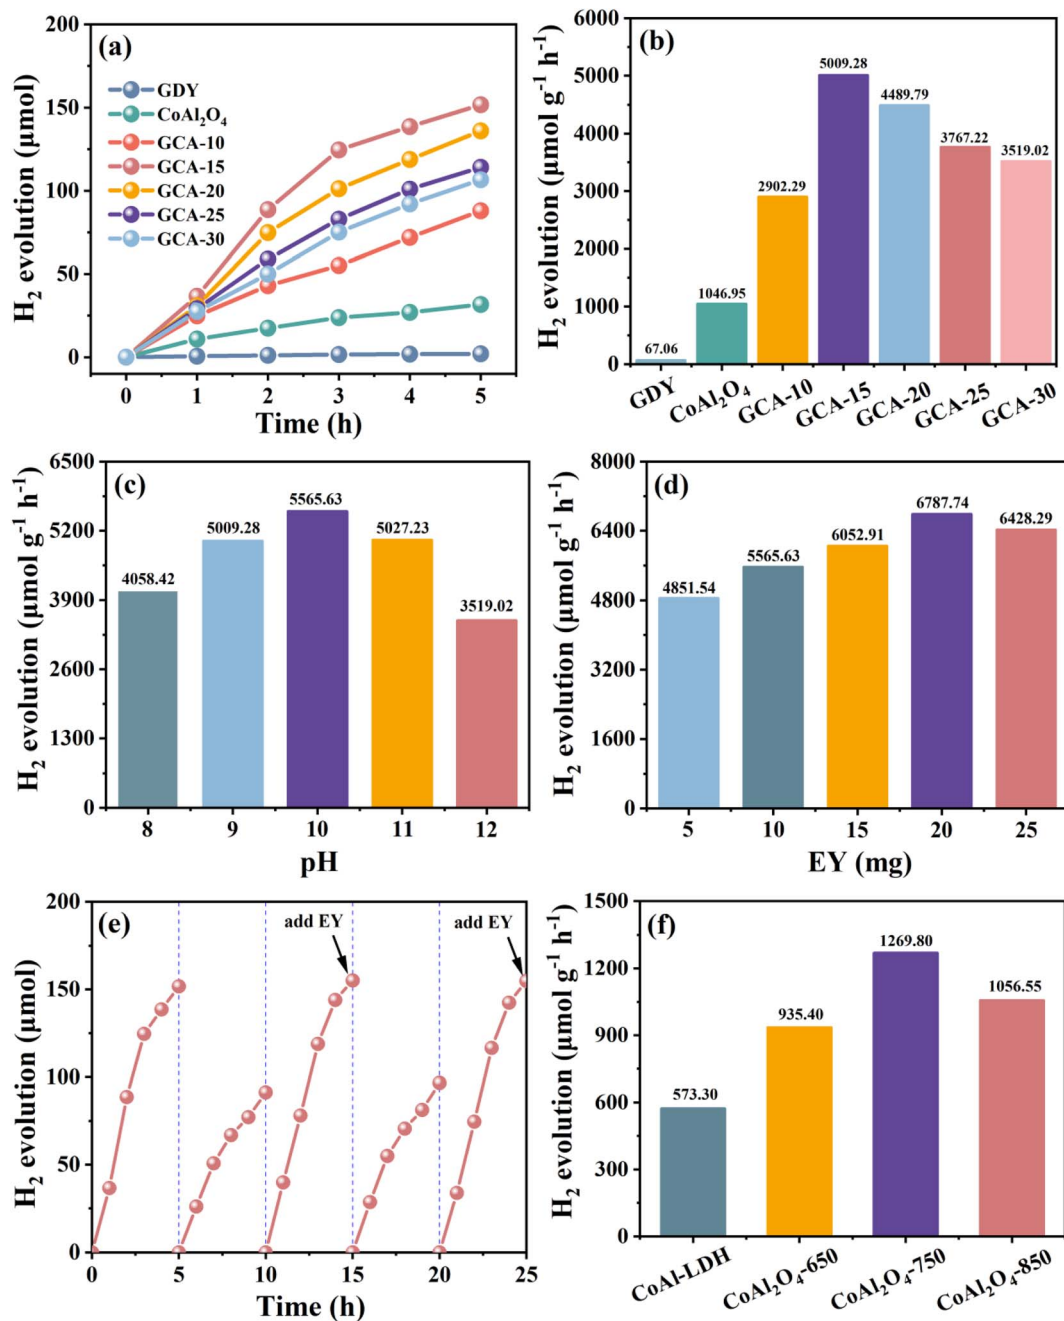 (a)
H₂ evolution (μmol)
200
150
100
50
0
GDY
CoAl₂O₄
GCA-10
GCA-15
GCA-20
GCA-25
GCA-30
0 1 2 3 4 5
Time (h)
(b)
H₂ evolution (μmol g⁻¹ h⁻¹)
6000
5000
4000
3000
2000
1000
0
67.06
1046.95
2902.29
5009.28
4489.79
3767.22
3519.02
GDY
CoAl₂O₄
GCA-10
GCA-15
GCA-20
GCA-25
GCA-30
(c)
H₂ evolution (μmol g⁻¹ h⁻¹)
6500
5200
3900
2600
1300
0
4058.42
5009.28
5565.63
5027.23
3519.02
8 9 10 11 12
pH
(d)
H₂ evolution (μmol g⁻¹ h⁻¹)
8000
6400
4800
3200
1600
0
4851.54
5565.63
6052.91
6787.74
6428.29
5 10 15 20 25
EY (mg)
(e)
H₂ evolution (μmol)
200
150
100
50
0
add EY
add EY
0 5 10 15 20 25
Time (h)
(f)
H₂ evolution (μmol g⁻¹ h⁻¹)
1500
1200
900
600
300
0
573.30
935.40
1269.80
1056.55
CoAl-LDH
CoAl₂O₄-650
CoAl₂O₄-750
CoAl₂O₄-850